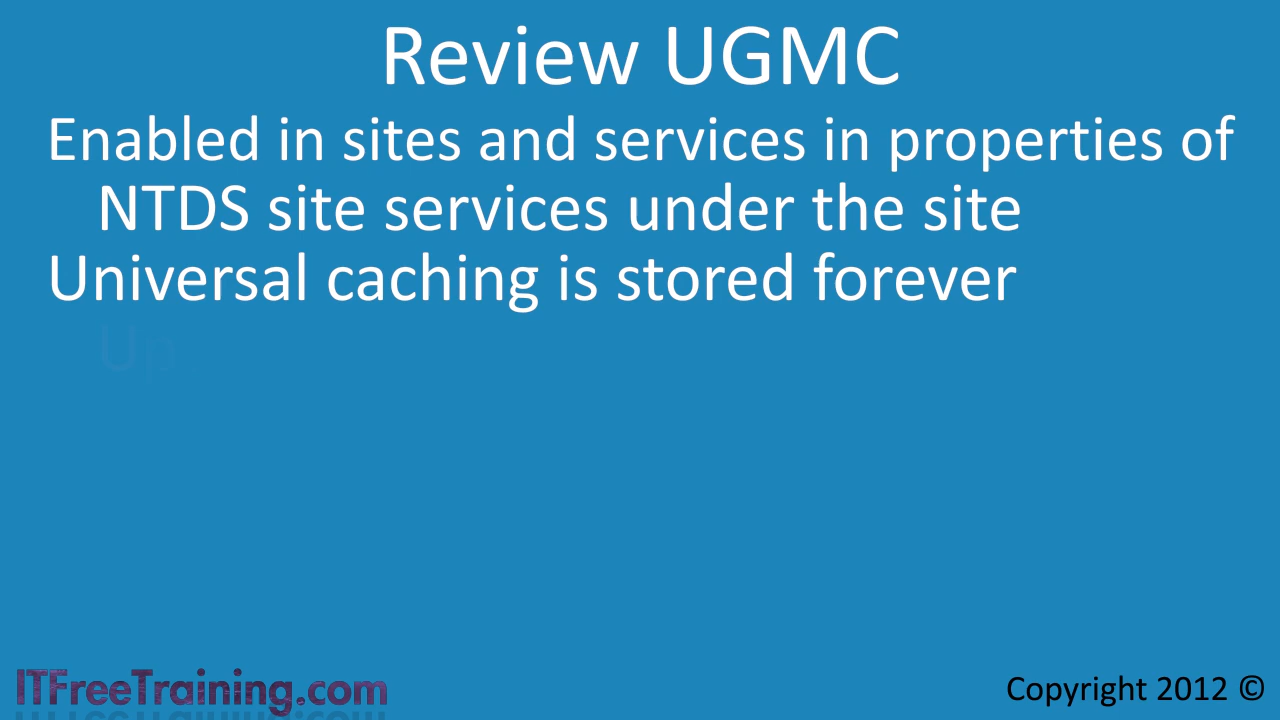 Review UGMC
Enabled in sites and services in properties of
NTDS site services under the site
Universal caching is stored forever
Up
ITFreeTraining.com
Copyright 2012 ©